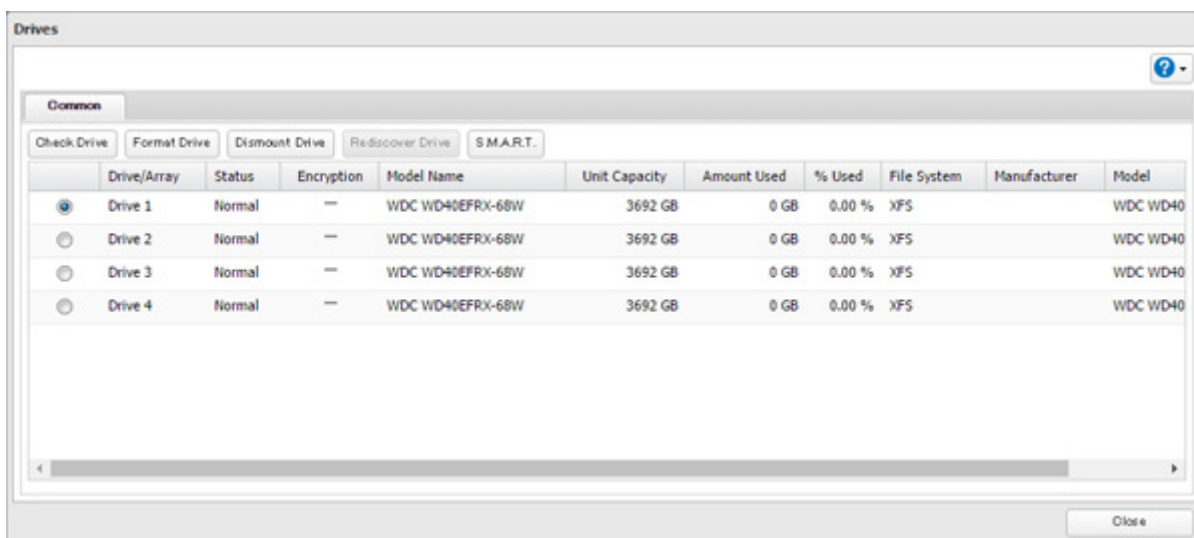 Drives
Common
Check Drive Format Drive Dismount Drive Rediscover Drive S.M.A.R.T.
Drive/Array Status Encryption Model Name Unit Capacity Amount Used % Used File System Manufacturer Model
Drive 1 Normal — WDC WD40EFRX-68W 3692 GB 0 GB 0.00 % XFS WDC WD40
Drive 2 Normal — WDC WD40EFRX-68W 3692 GB 0 GB 0.00 % XFS WDC WD40
Drive 3 Normal — WDC WD40EFRX-68W 3692 GB 0 GB 0.00 % XFS WDC WD40
Drive 4 Normal — WDC WD40EFRX-68W 3692 GB 0 GB 0.00 % XFS WDC WD40
Close